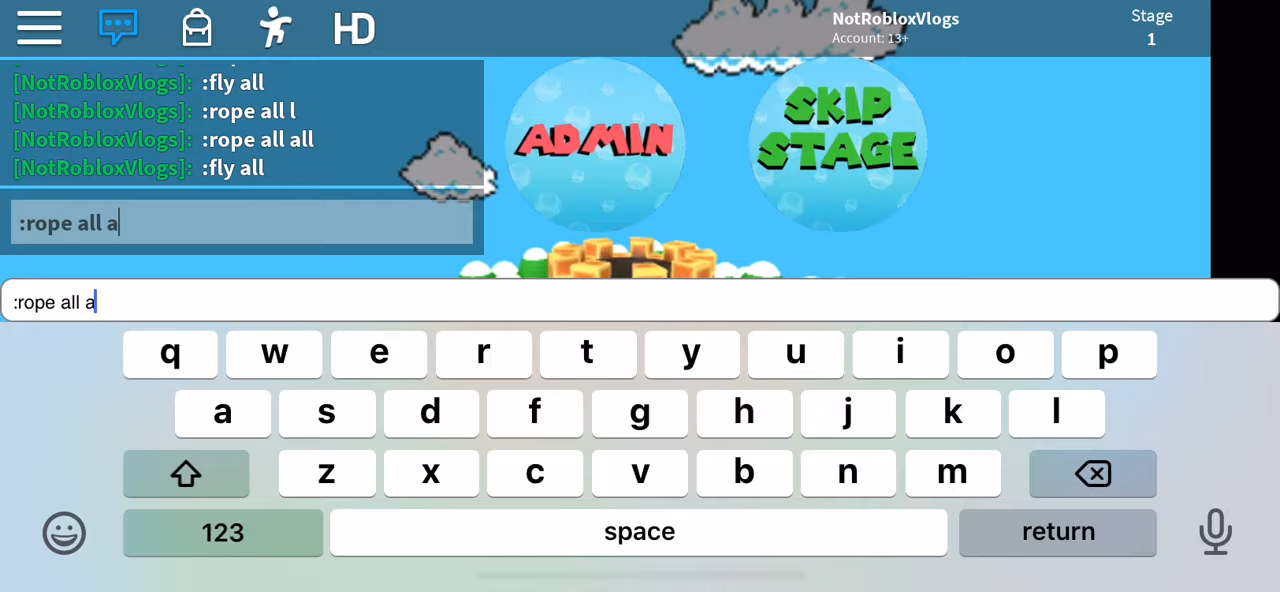 HD
NotRobloxVlogs
Account: 13+
Stage
1
[NotRobloxVlogs]: :fly all
[NotRobloxVlogs]: :rope all l
[NotRobloxVlogs]: :rope all all
[NotRobloxVlogs]: :fly all
:rope all a
ADMIN
SKIP
STAGE
:rope all a
q w e r t y u i o p
a s d f g h j k l
z x c v b n m
123 space return